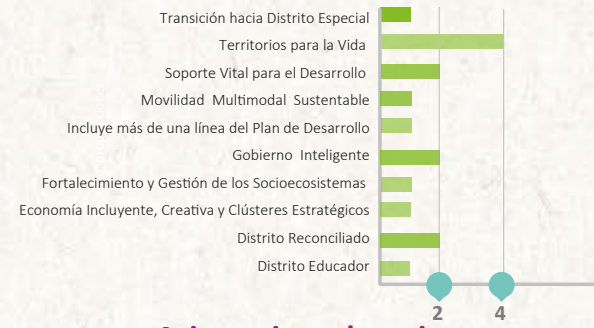 Transición hacia Distrito Especial
Territorios para la Vida
Soporte Vital para el Desarrollo
Movilidad Multimodal Sustentable
Incluye más de una línea del Plan de Desarrollo
Gobierno Inteligente
Fortalecimiento y Gestión de los Socioecosistemas
Economía Incluyente, Creativa y Clústeres Estratégicos
Distrito Reconciliado
Distrito Educador
2 4